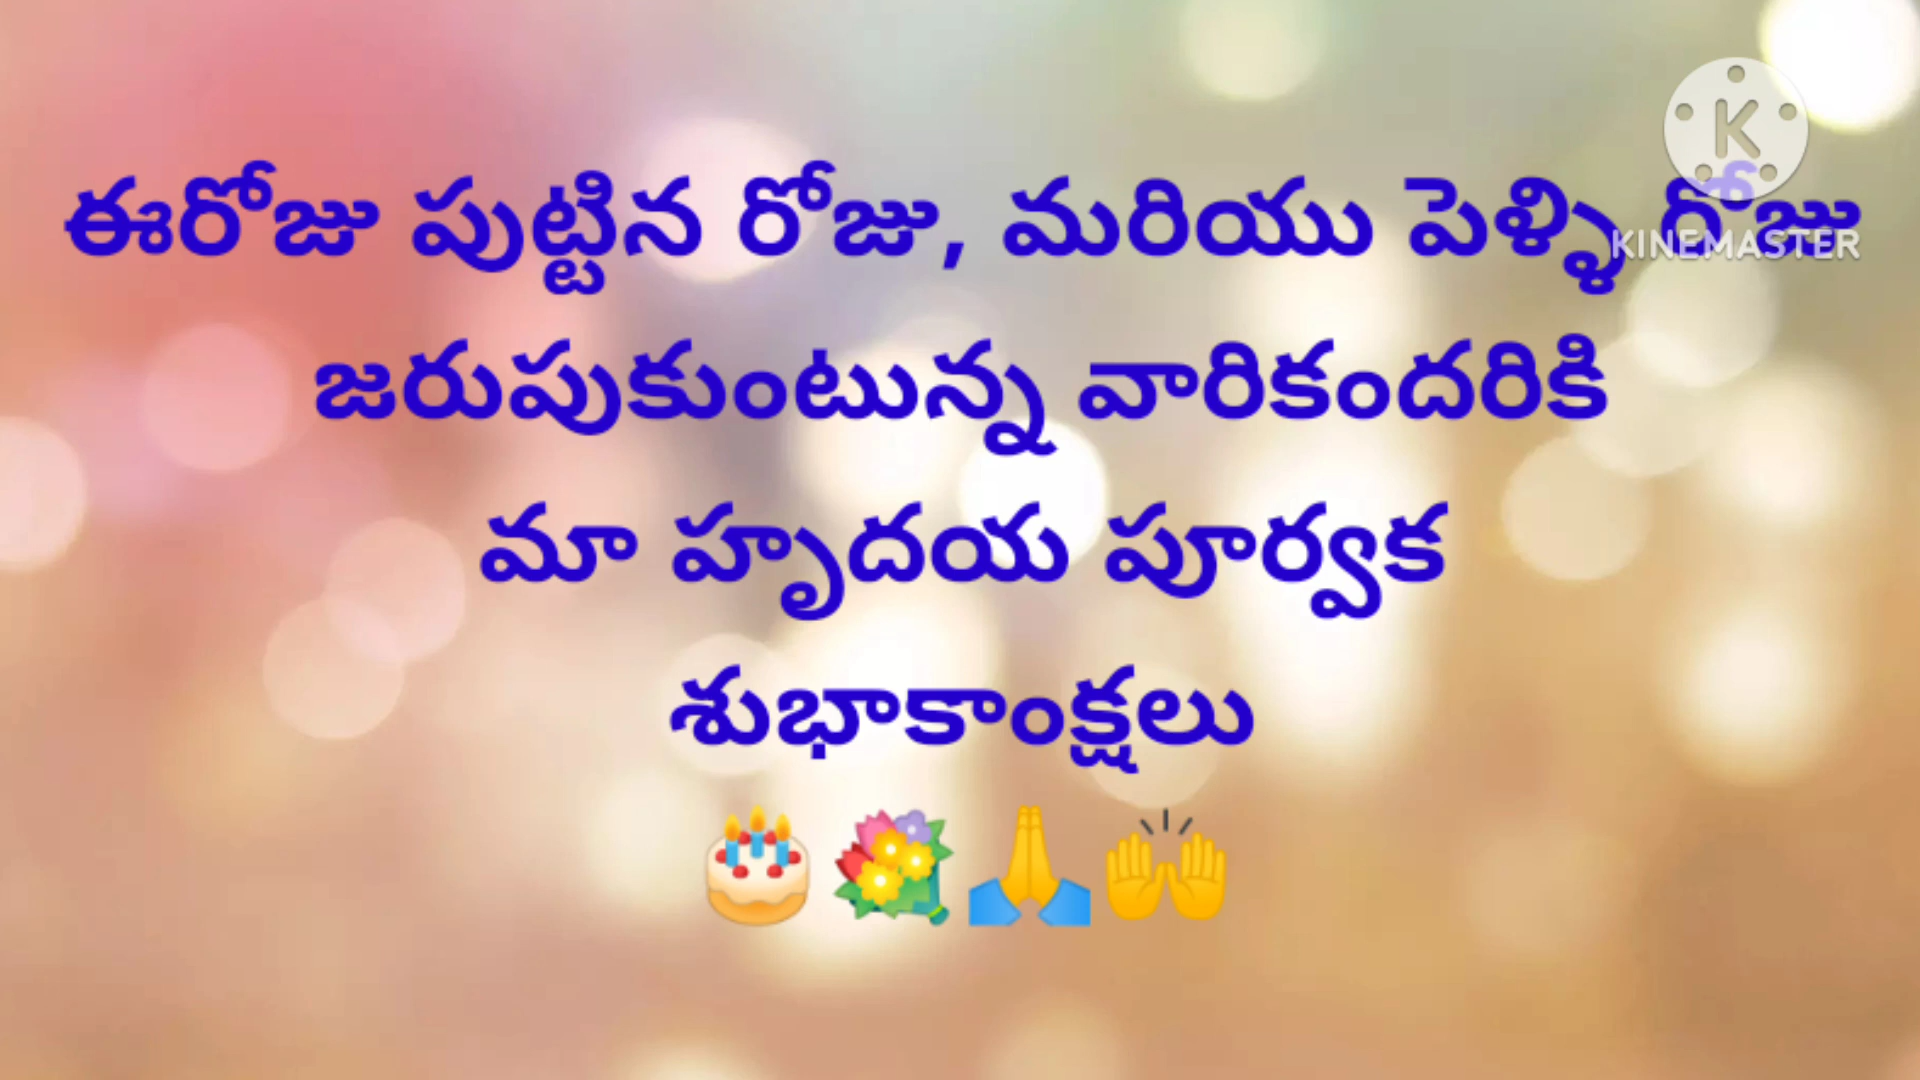 ఈరోజు పుట్టిన రోజు, మరియు పెళ్ళి రోజు
జరుపుకుంటున్న వారికందరికి
మా హృదయ పూర్వక
శుభాకాంక్షలు
🎂💐🙏🙌
K
KINEMASTER